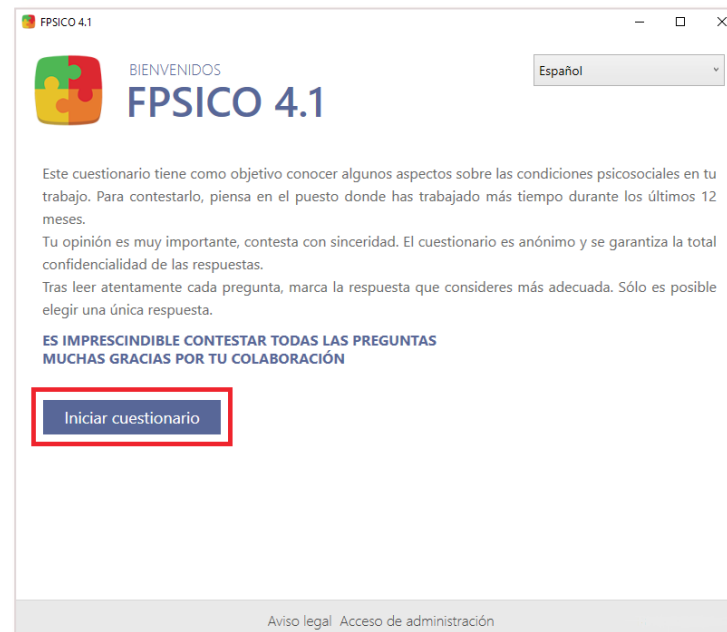 FPSICO 4.1
BIENVENIDOS
FPSICO 4.1
Español
Este cuestionario tiene como objetivo conocer algunos aspectos sobre las condiciones psicosociales en tu
trabajo. Para contestarlo, piensa en el puesto donde has trabajado más tiempo durante los últimos 12
meses.
Tu opinión es muy importante, contesta con sinceridad. El cuestionario es anónimo y se garantiza la total
confidencialidad de las respuestas.
Tras leer atentamente cada pregunta, marca la respuesta que consideres más adecuada. Sólo es posible
elegir una única respuesta.
ES IMPRESCINDIBLE CONTESTAR TODAS LAS PREGUNTAS
MUCHAS GRACIAS POR TU COLABORACIÓN
Iniciar cuestionario
Aviso legal Acceso de administración